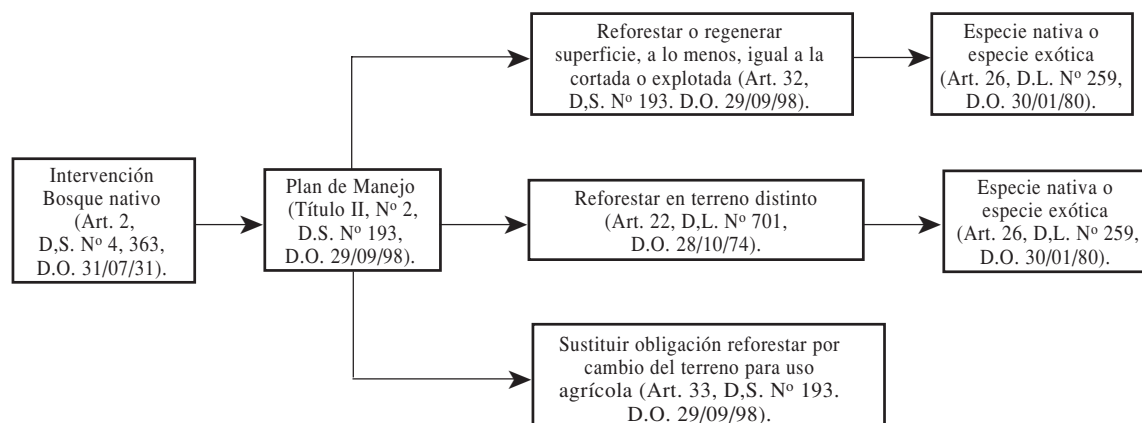 Intervención
Bosque nativo
(Art. 2,
D,S. Nº 4, 363,
D.O. 31/07/31).
Plan de Manejo
(Título II, Nº 2,
D.S. Nº 193,
D.O. 29/09/98).
Reforestar o regenerar
superficie, a lo menos, igual a la
cortada o explotada (Art. 32,
D,S. Nº 193. D.O. 29/09/98).
Especie nativa o
especie exótica
(Art. 26, D.L. Nº 259,
D.O. 30/01/80).
Reforestar en terreno distinto
(Art. 22, D,L. Nº 701,
D.O. 28/10/74).
Especie nativa o
especie exótica
(Art. 26, D,L. Nº 259,
D.O. 30/01/80).
Sustituir obligación reforestar por
cambio del terreno para uso
agrícola (Art. 33, D,S. Nº 193.
D.O. 29/09/98).